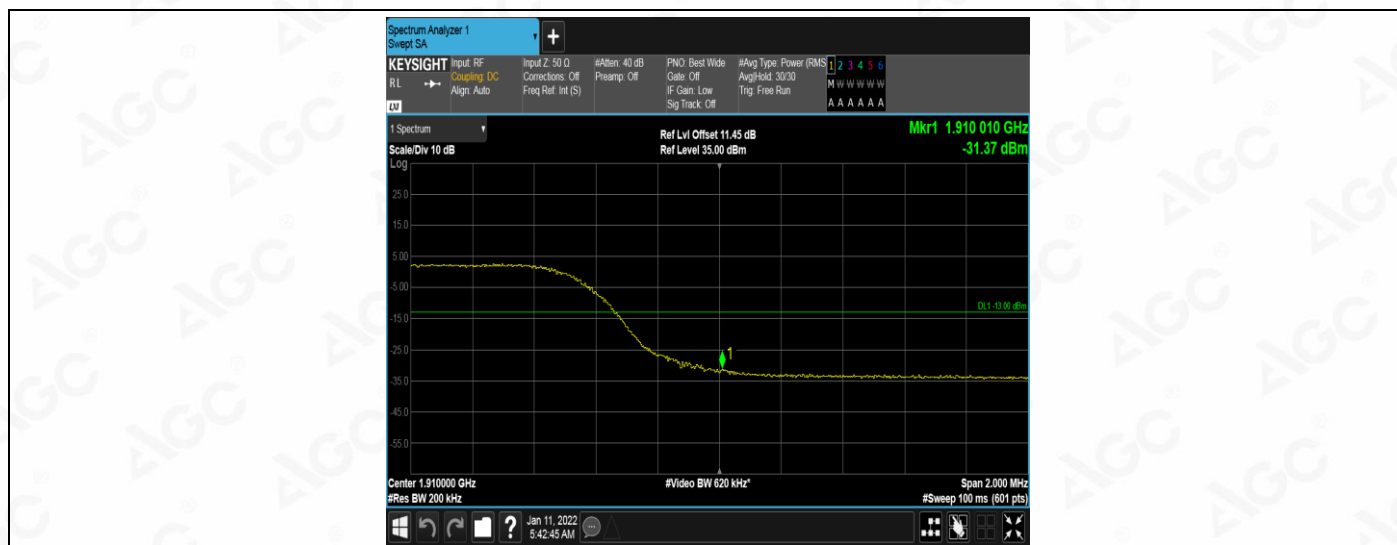 Spectrum Analyzer 1
Swept SA
KEYSIGHT
RL
LXI
Input: RF
Coupling: DC
Align: Auto
Input Z: 50 Ω
Corrections: Off
Freq Ref: Int (S)
#Atten: 40 dB
Preamp: Off
PNO: Best Wide
Gate: Off
IF Gain: Low
Sig Track: Off
#Avg Type: Power (RMS
Avg|Hold: 30/30
Trig: Free Run
1 2 3 4 5 6
M W W W W W
A A A A A A
1 Spectrum
Scale/Div 10 dB
Ref Lvl Offset 11.45 dB
Ref Level 35.00 dBm
Mkr1 1.910 010 GHz
-31.37 dBm
Log
25.0
15.0
5.00
-5.00
DL1 -13.00 dBm
-15.0
-25.0
1
-35.0
-45.0
-55.0
Center 1.910000 GHz
#Res BW 200 kHz
#Video BW 620 kHz*
Span 2.000 MHz
#Sweep 100 ms (601 pts)
?
Jan 11, 2022
5:42:45 AM
AGC